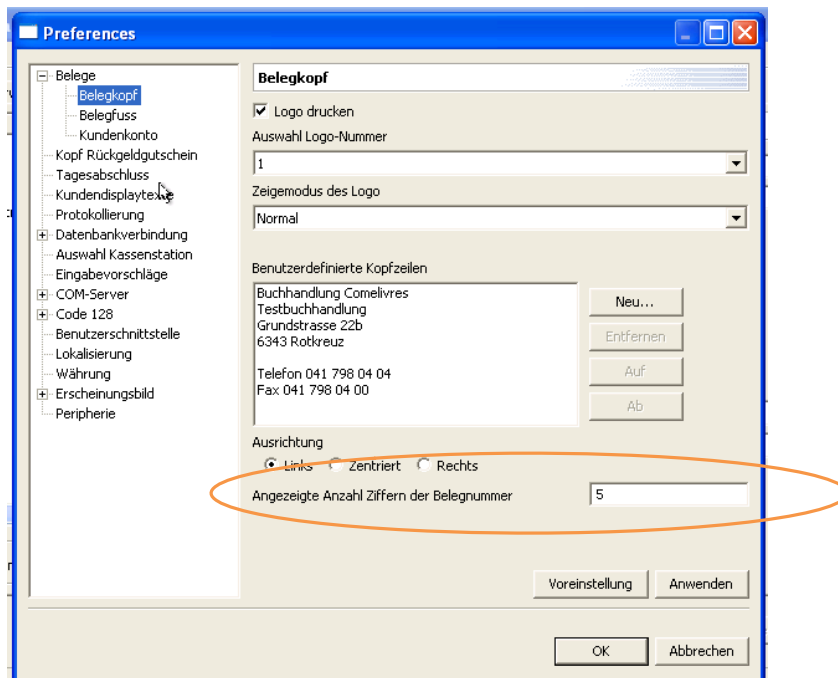 Preferences
Belege
Belegkopf
Belegfuss
Kundenkonto
Kopf Rückgeldgutschein
Tagesabschluss
Kundendisplaytexte
Protokollierung
Datenbankverbindung
Auswahl Kassenstation
Eingabevorschläge
COM-Server
Code 128
Benutzerschnittstelle
Lokalisierung
Währung
Erscheinungsbild
Peripherie
Belegkopf
Logo drucken
Auswahl Logo-Nummer
1
Zeigemodus des Logo
Normal
Benutzerdefinierte Kopfzeilen
Buchhandlung Comelivres
Testbuchhandlung
Grundstrasse 22b
6343 Rotkreuz
Telefon 041 798 04 04
Fax 041 798 04 00
Neu...
Entfernen
Auf
Ab
Ausrichtung
Links Zentriert Rechts
Angezeigte Anzahl Ziffern der Belegnummer 5
Voreinstellung Anwenden
OK Abbrechen